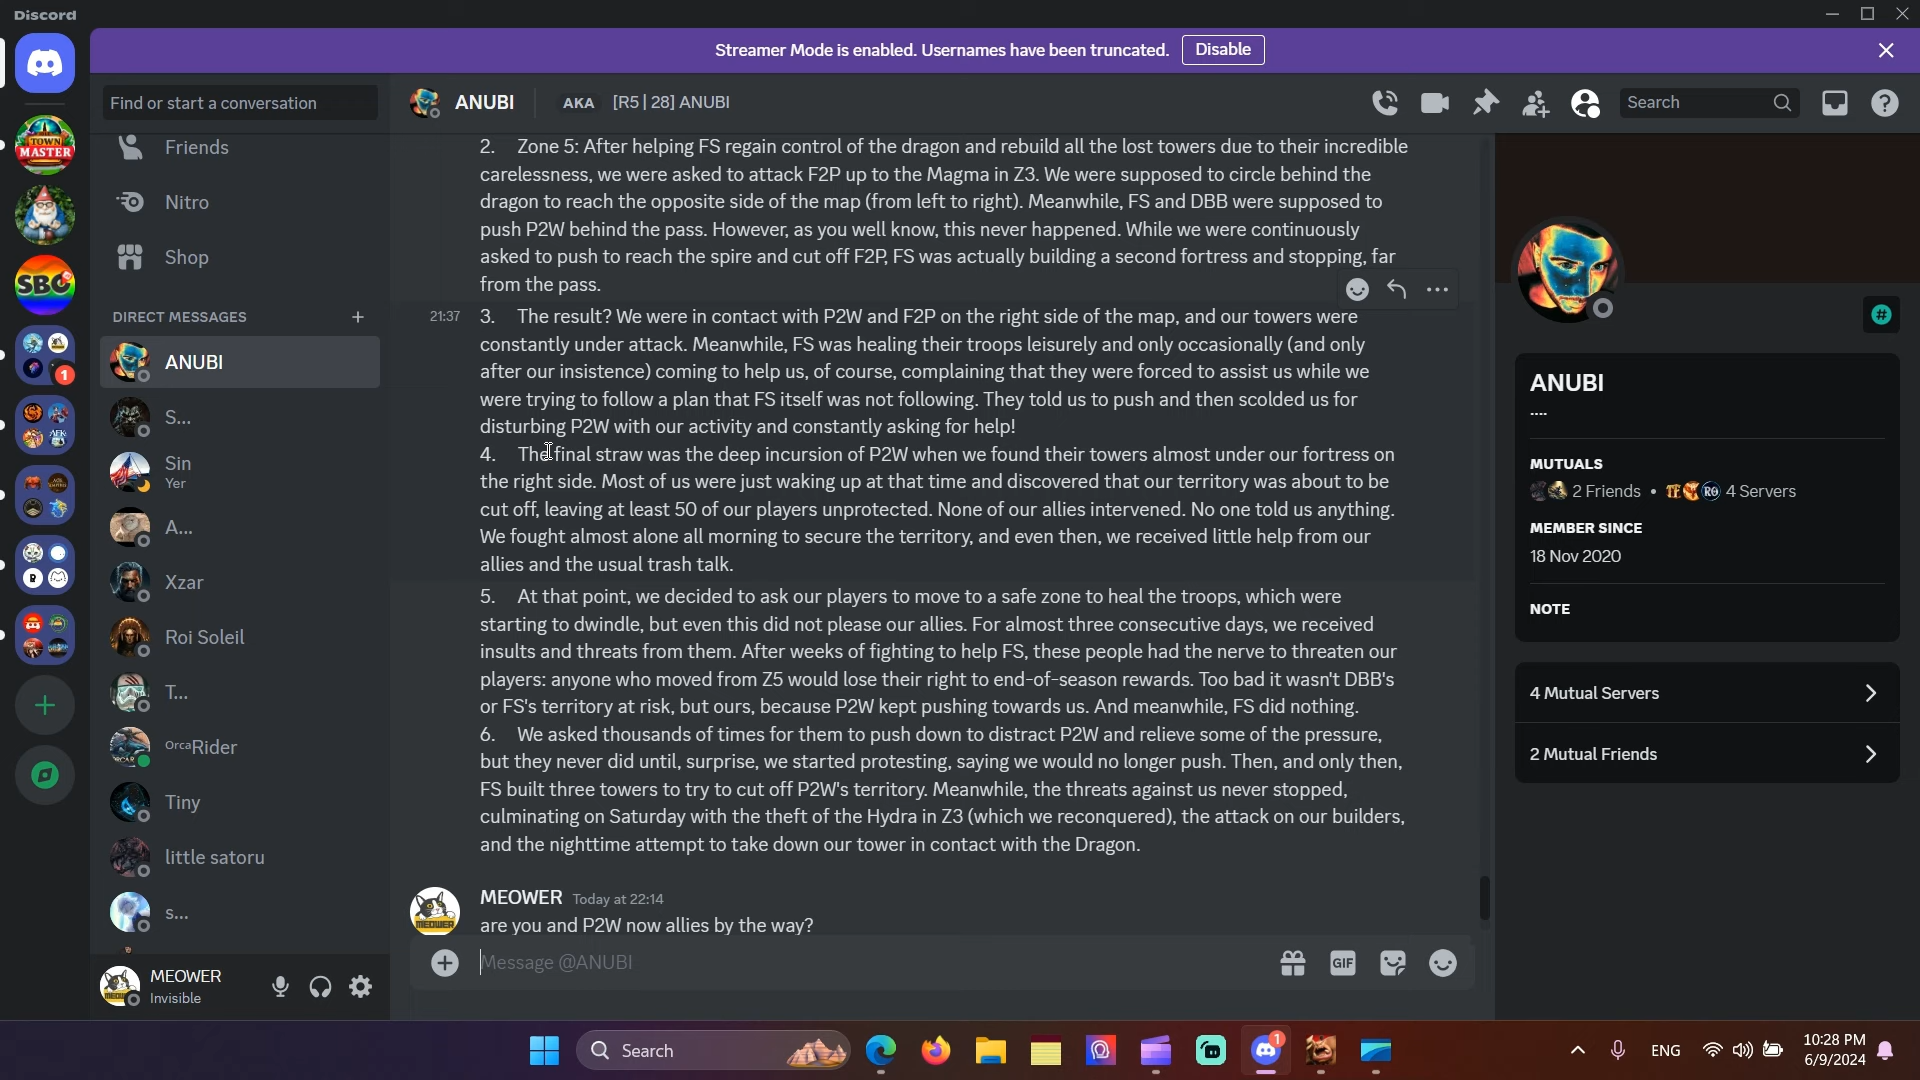 Discord
Streamer Mode is enabled. Usernames have been truncated. Disable
Find or start a conversation
ANUBI AKA [R5 | 28] ANUBI
Search
Friends
Nitro
Shop
DIRECT MESSAGES
ANUBI
S...
Sin
Yer
A...
Xzar
Roi Soleil
T...
OrcaRider
Tiny
little satoru
s...
MEOWER
Invisible
TOWN
MASTER
SBC
1
2. Zone 5: After helping FS regain control of the dragon and rebuild all the lost towers due to their incredible
carelessness, we were asked to attack F2P up to the Magma in Z3. We were supposed to circle behind the
dragon to reach the opposite side of the map (from left to right). Meanwhile, FS and DBB were supposed to
push P2W behind the pass. However, as you well know, this never happened. While we were continuously
asked to push to reach the spire and cut off F2P, FS was actually building a second fortress and stopping, far
from the pass.
21:37 3. The result? We were in contact with P2W and F2P on the right side of the map, and our towers were
constantly under attack. Meanwhile, FS was healing their troops leisurely and only occasionally (and only
after our insistence) coming to help us, of course, complaining that they were forced to assist us while we
were trying to follow a plan that FS itself was not following. They told us to push and then scolded us for
disturbing P2W with our activity and constantly asking for help!
4. The final straw was the deep incursion of P2W when we found their towers almost under our fortress on
the right side. Most of us were just waking up at that time and discovered that our territory was about to be
cut off, leaving at least 50 of our players unprotected. None of our allies intervened. No one told us anything.
We fought almost alone all morning to secure the territory, and even then, we received little help from our
allies and the usual trash talk.
5. At that point, we decided to ask our players to move to a safe zone to heal the troops, which were
starting to dwindle, but even this did not please our allies. For almost three consecutive days, we received
insults and threats from them. After weeks of fighting to help FS, these people had the nerve to threaten our
players: anyone who moved from Z5 would lose their right to end-of-season rewards. Too bad it wasn't DBB's
or FS's territory at risk, but ours, because P2W kept pushing towards us. And meanwhile, FS did nothing.
6. We asked thousands of times for them to push down to distract P2W and relieve some of the pressure,
but they never did until, surprise, we started protesting, saying we would no longer push. Then, and only then,
FS built three towers to try to cut off P2W's territory. Meanwhile, the threats against us never stopped,
culminating on Saturday with the theft of the Hydra in Z3 (which we reconquered), the attack on our builders,
and the nighttime attempt to take down our tower in contact with the Dragon.
MEOWER Today at 22:14
are you and P2W now allies by the way?
Message @ANUBI
GIF
ANUBI
....
MUTUALS
2 Friends • 4 Servers
MEMBER SINCE
18 Nov 2020
NOTE
4 Mutual Servers
2 Mutual Friends
Search
1
ENG
10:28 PM
6/9/2024